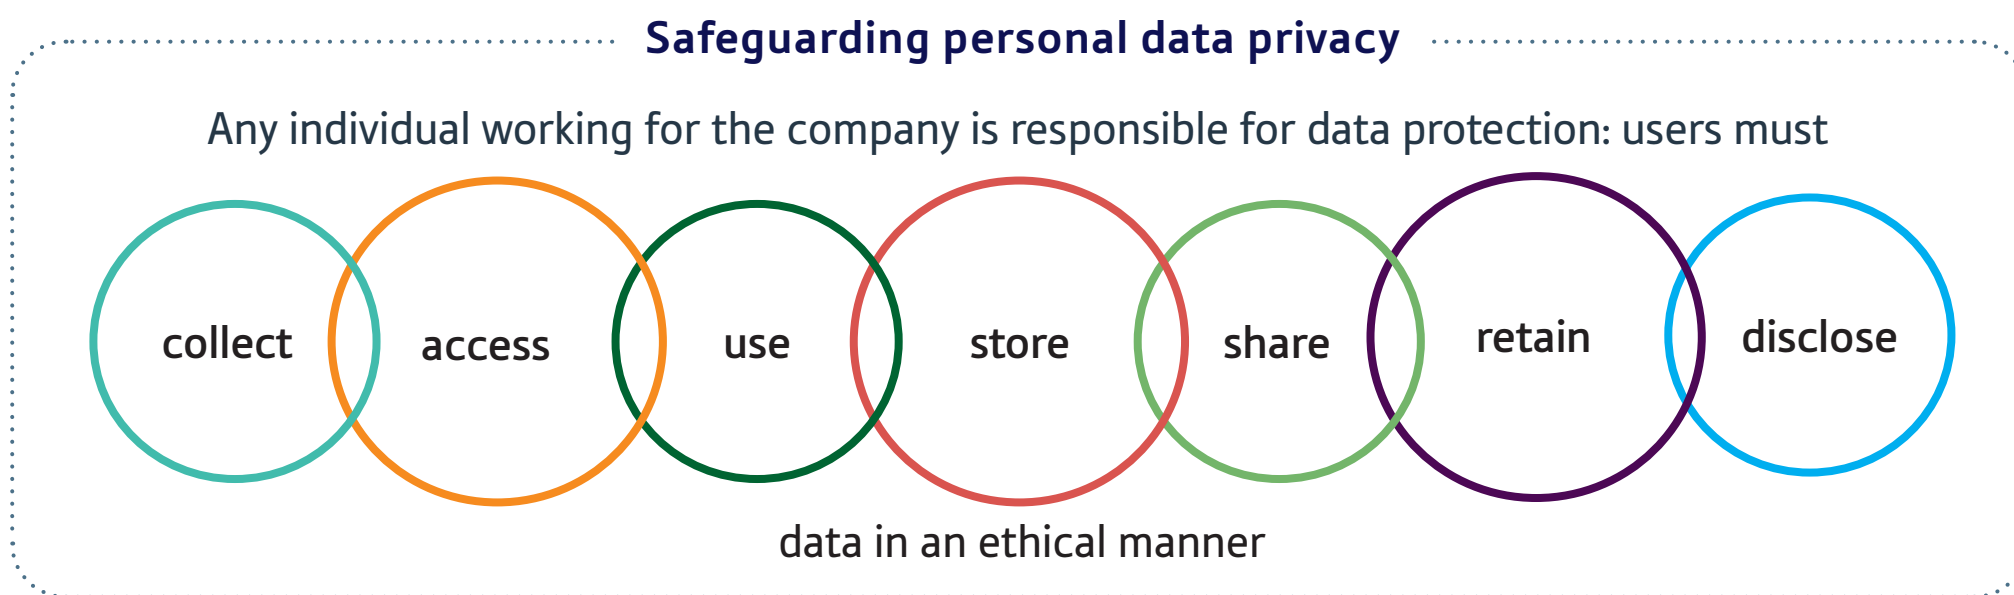 Safeguarding personal data privacy
Any individual working for the company is responsible for data protection: users must
collect access use store share retain disclose
data in an ethical manner